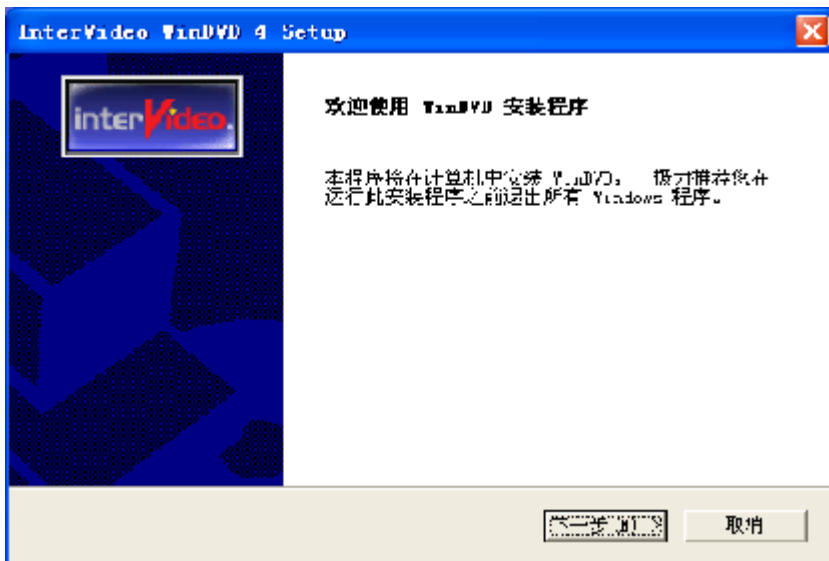 InterVideo WinDVD 4 Setup
interVideo.
欢迎使用 WinDVD 安装程序
本程序将在计算机中安装 WinDVD。 极力推荐您在
运行此安装程序之前退出所有 Windows 程序。
下一步(N) >
取消